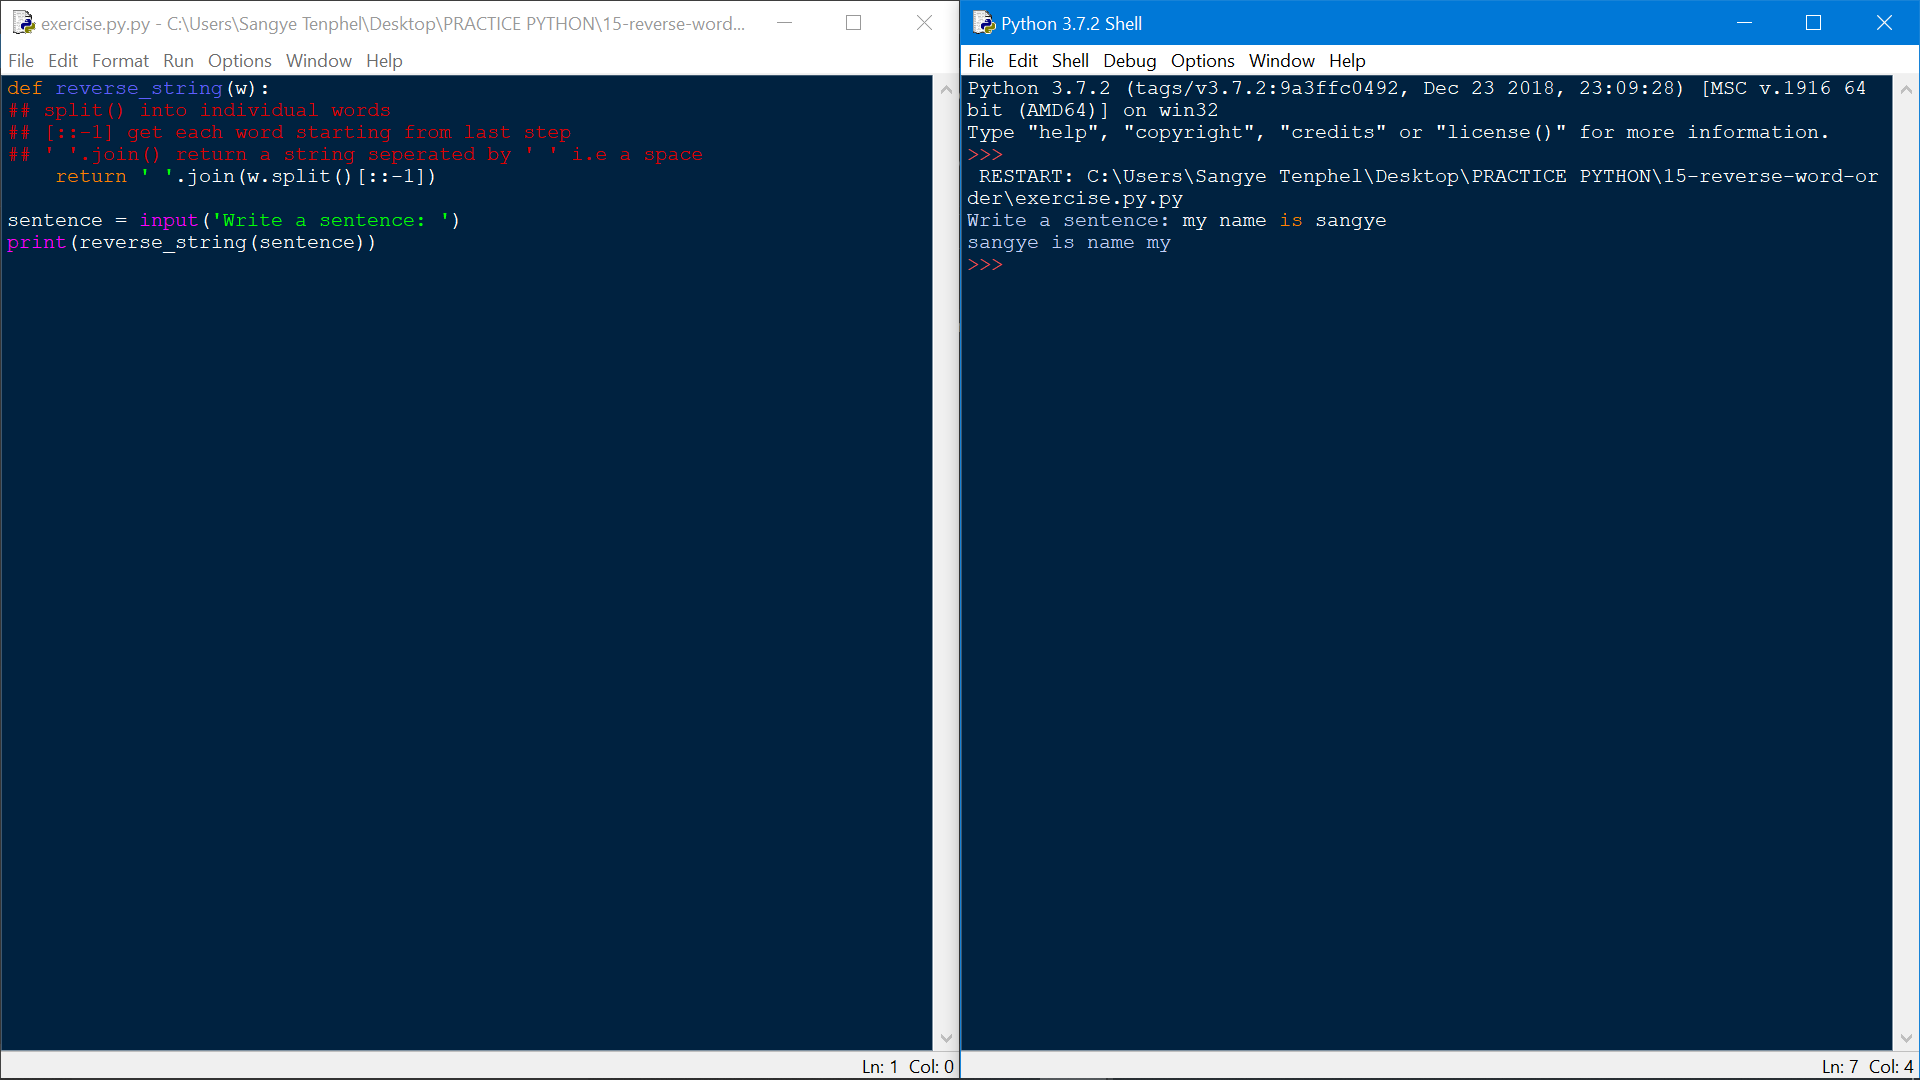 exercise.py.py - C:\Users\Sangye Tenphel\Desktop\PRACTICE PYTHON\15-reverse-word...
File Edit Format Run Options Window Help
def reverse_string(w):
## split() into individual words
## [::-1] get each word starting from last step
## ' '.join() return a string seperated by ' ' i.e a space
    return ' '.join(w.split()[::-1])
sentence = input('Write a sentence: ')
print(reverse_string(sentence))
Ln: 1 Col: 0
Python 3.7.2 Shell
File Edit Shell Debug Options Window Help
Python 3.7.2 (tags/v3.7.2:9a3ffc0492, Dec 23 2018, 23:09:28) [MSC v.1916 64
bit (AMD64)] on win32
Type "help", "copyright", "credits" or "license()" for more information.
>>>
 RESTART: C:\Users\Sangye Tenphel\Desktop\PRACTICE PYTHON\15-reverse-word-or
der\exercise.py.py
Write a sentence: my name is sangye
sangye is name my
>>>
Ln: 7 Col: 4